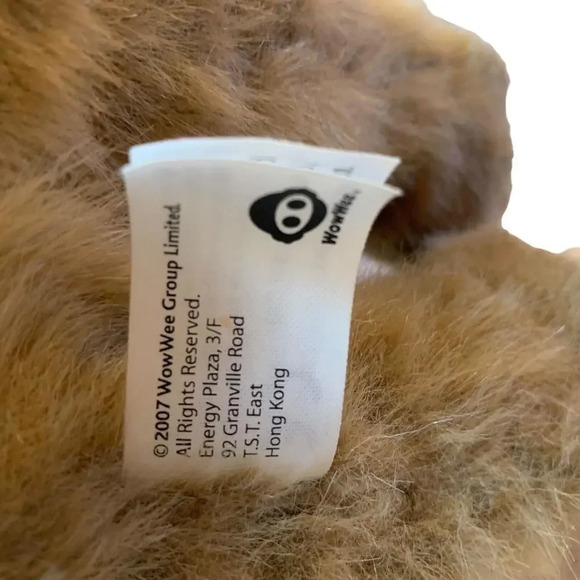 WowWee®
© 2007 WowWee Group Limited.
All Rights Reserved.
Energy Plaza, 3/F
92 Granville Road
T.S.T. East
Hong Kong